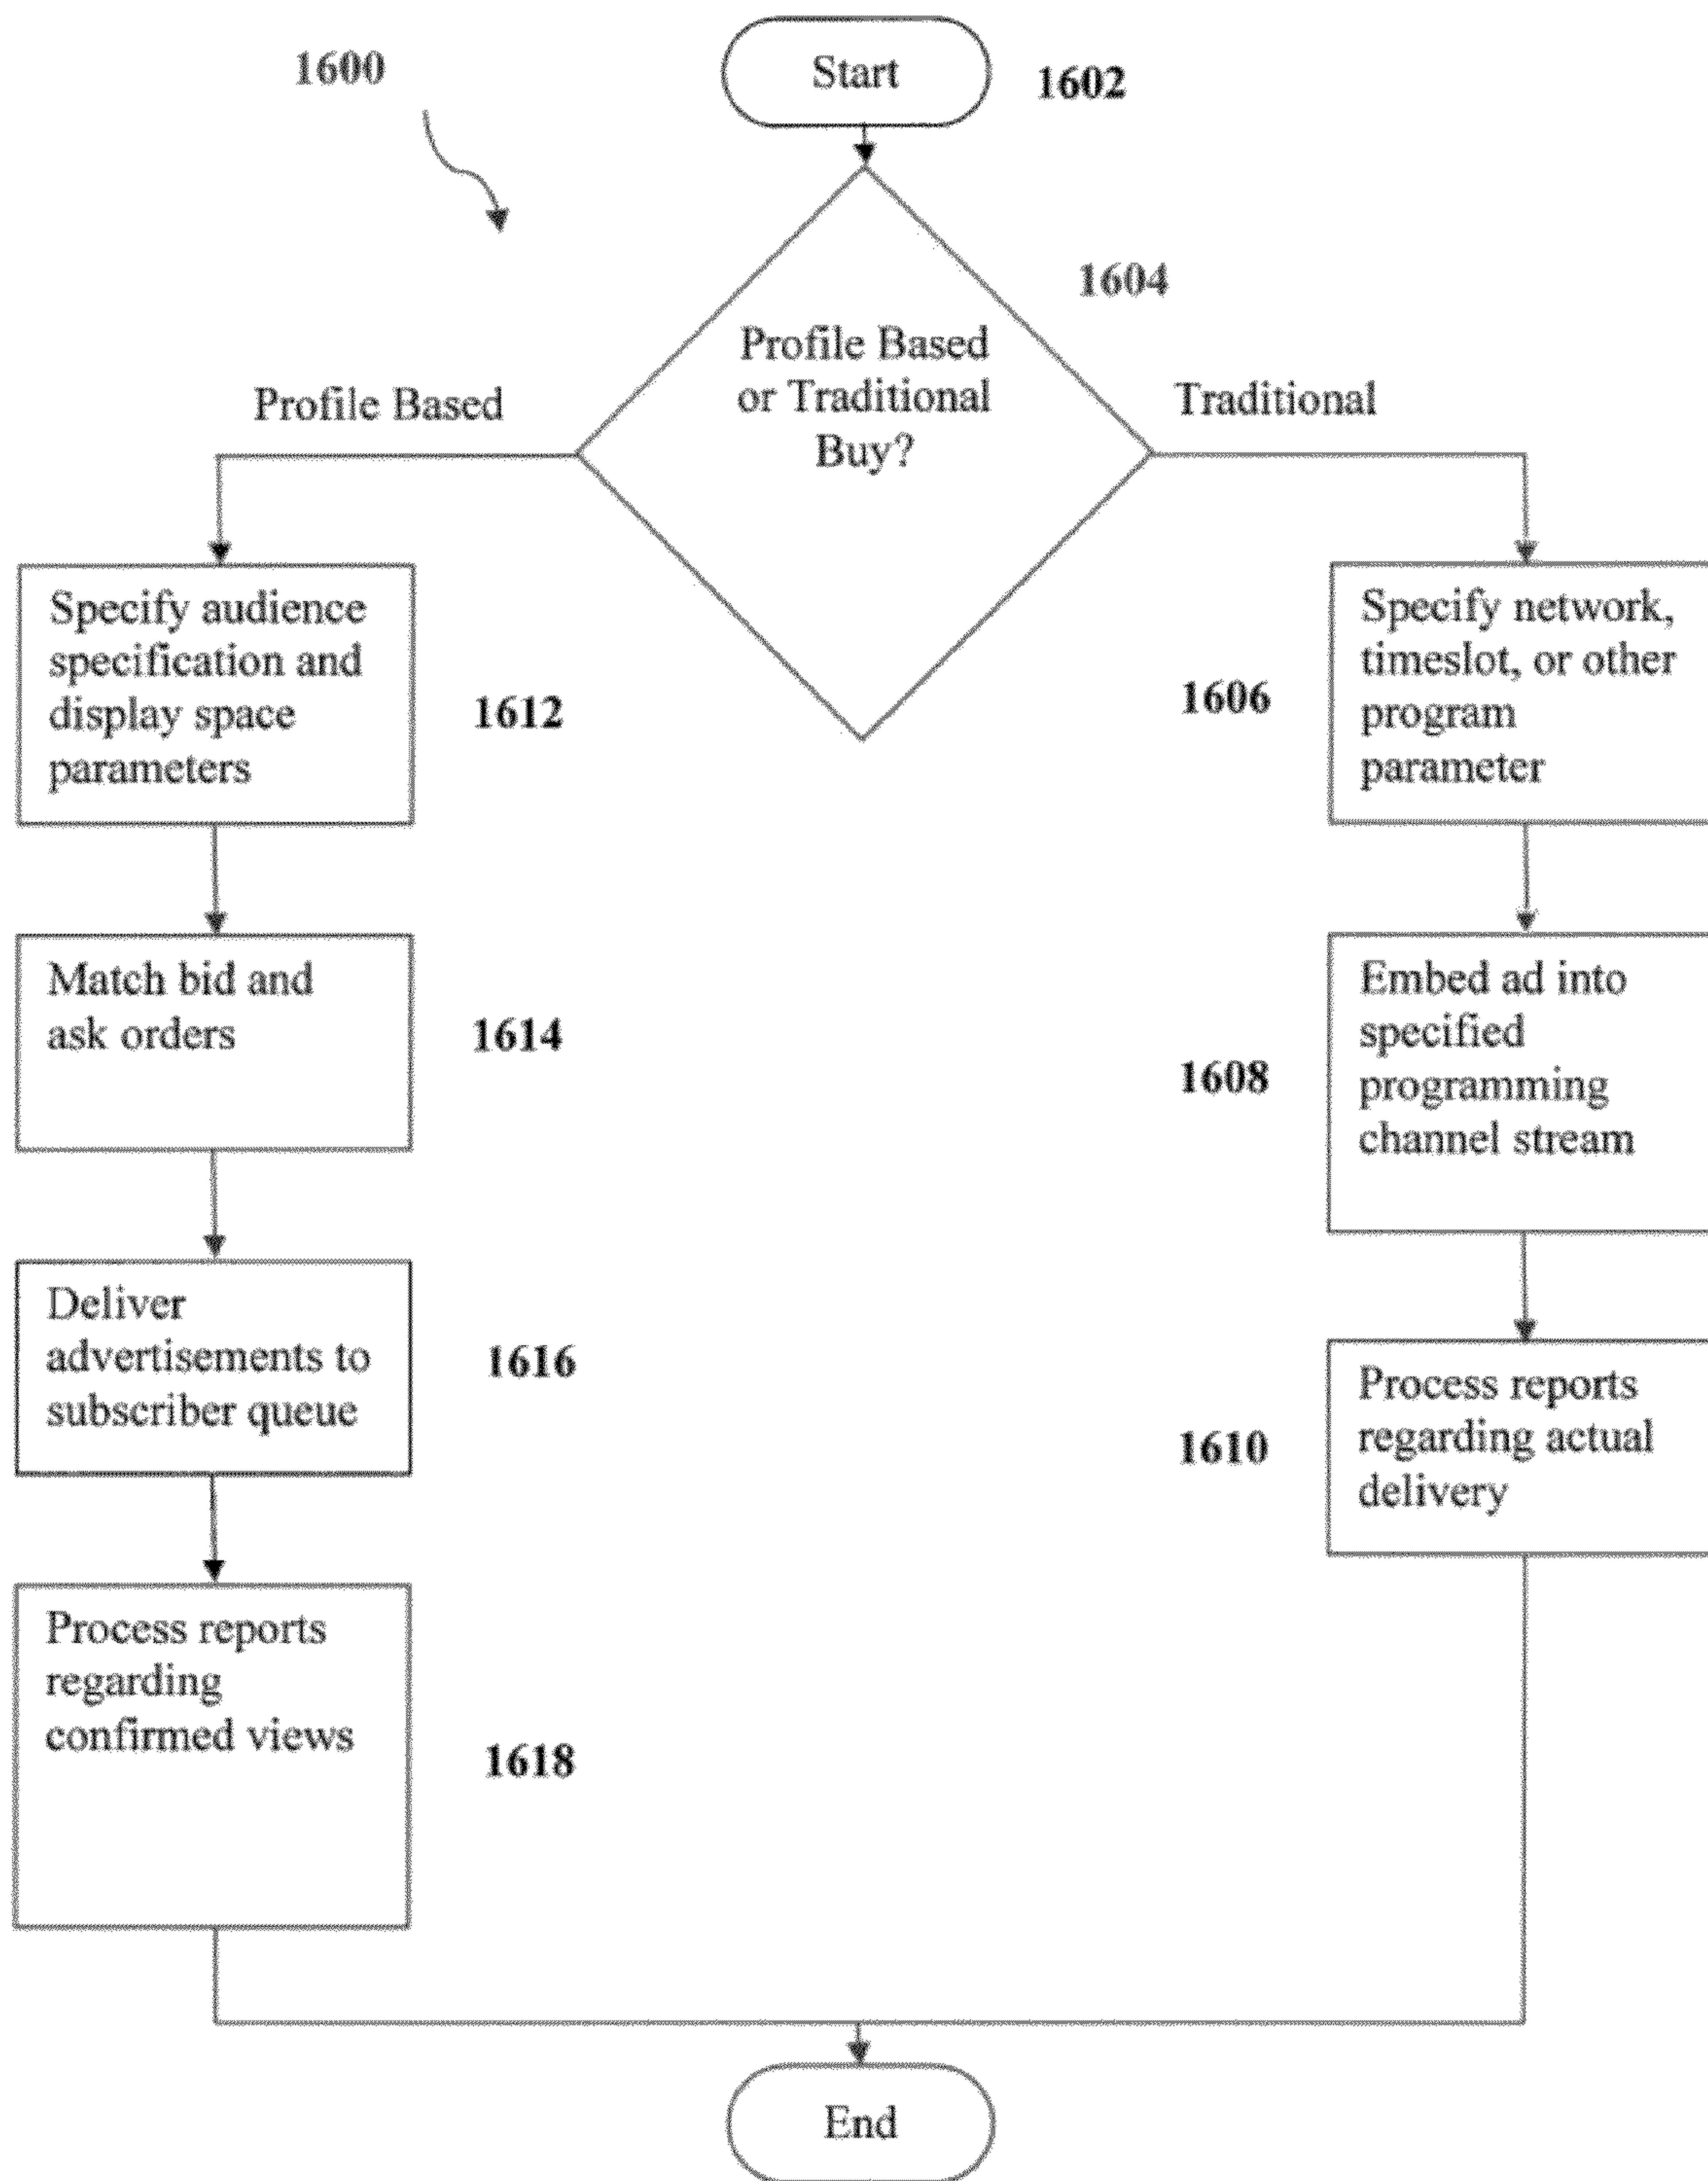 1600
Start
1602
1604
Profile Based
or Traditional
Buy?
Profile Based
Traditional
Specify audience
specification and
display space
parameters
1612
Match bid and
ask orders
1614
Deliver
advertisements to
subscriber queue
1616
Process reports
regarding
confirmed views
1618
Specify network,
timeslot, or other
program
parameter
1606
Embed ad into
specified
programming
channel stream
1608
Process reports
regarding actual
delivery
1610
End